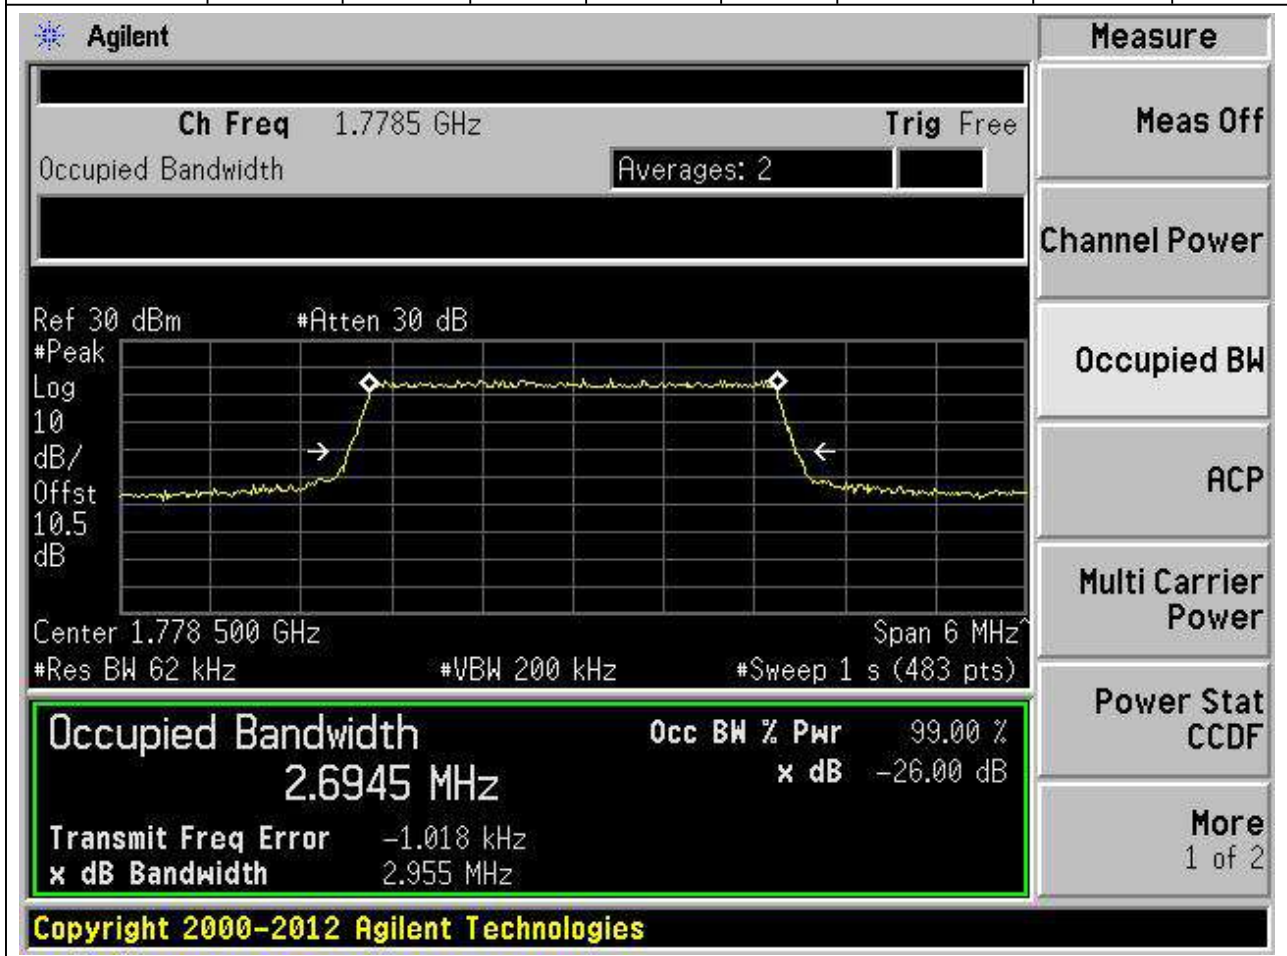 Agilent
Measure
Ch Freq 1.7785 GHz Trig Free
Occupied Bandwidth Averages: 2
Meas Off
Channel Power
Occupied BW
ACP
Multi Carrier
Power
Power Stat
CCDF
More
1 of 2
Ref 30 dBm #Atten 30 dB
#Peak
Log
10
dB/
Offst
10.5
dB
Center 1.778 500 GHz Span 6 MHz^
#Res BW 62 kHz #VBW 200 kHz #Sweep 1 s (483 pts)
Occupied Bandwidth Occ BW % Pwr 99.00 %
2.6945 MHz x dB -26.00 dB
Transmit Freq Error -1.018 kHz
x dB Bandwidth 2.955 MHz
Copyright 2000-2012 Agilent Technologies